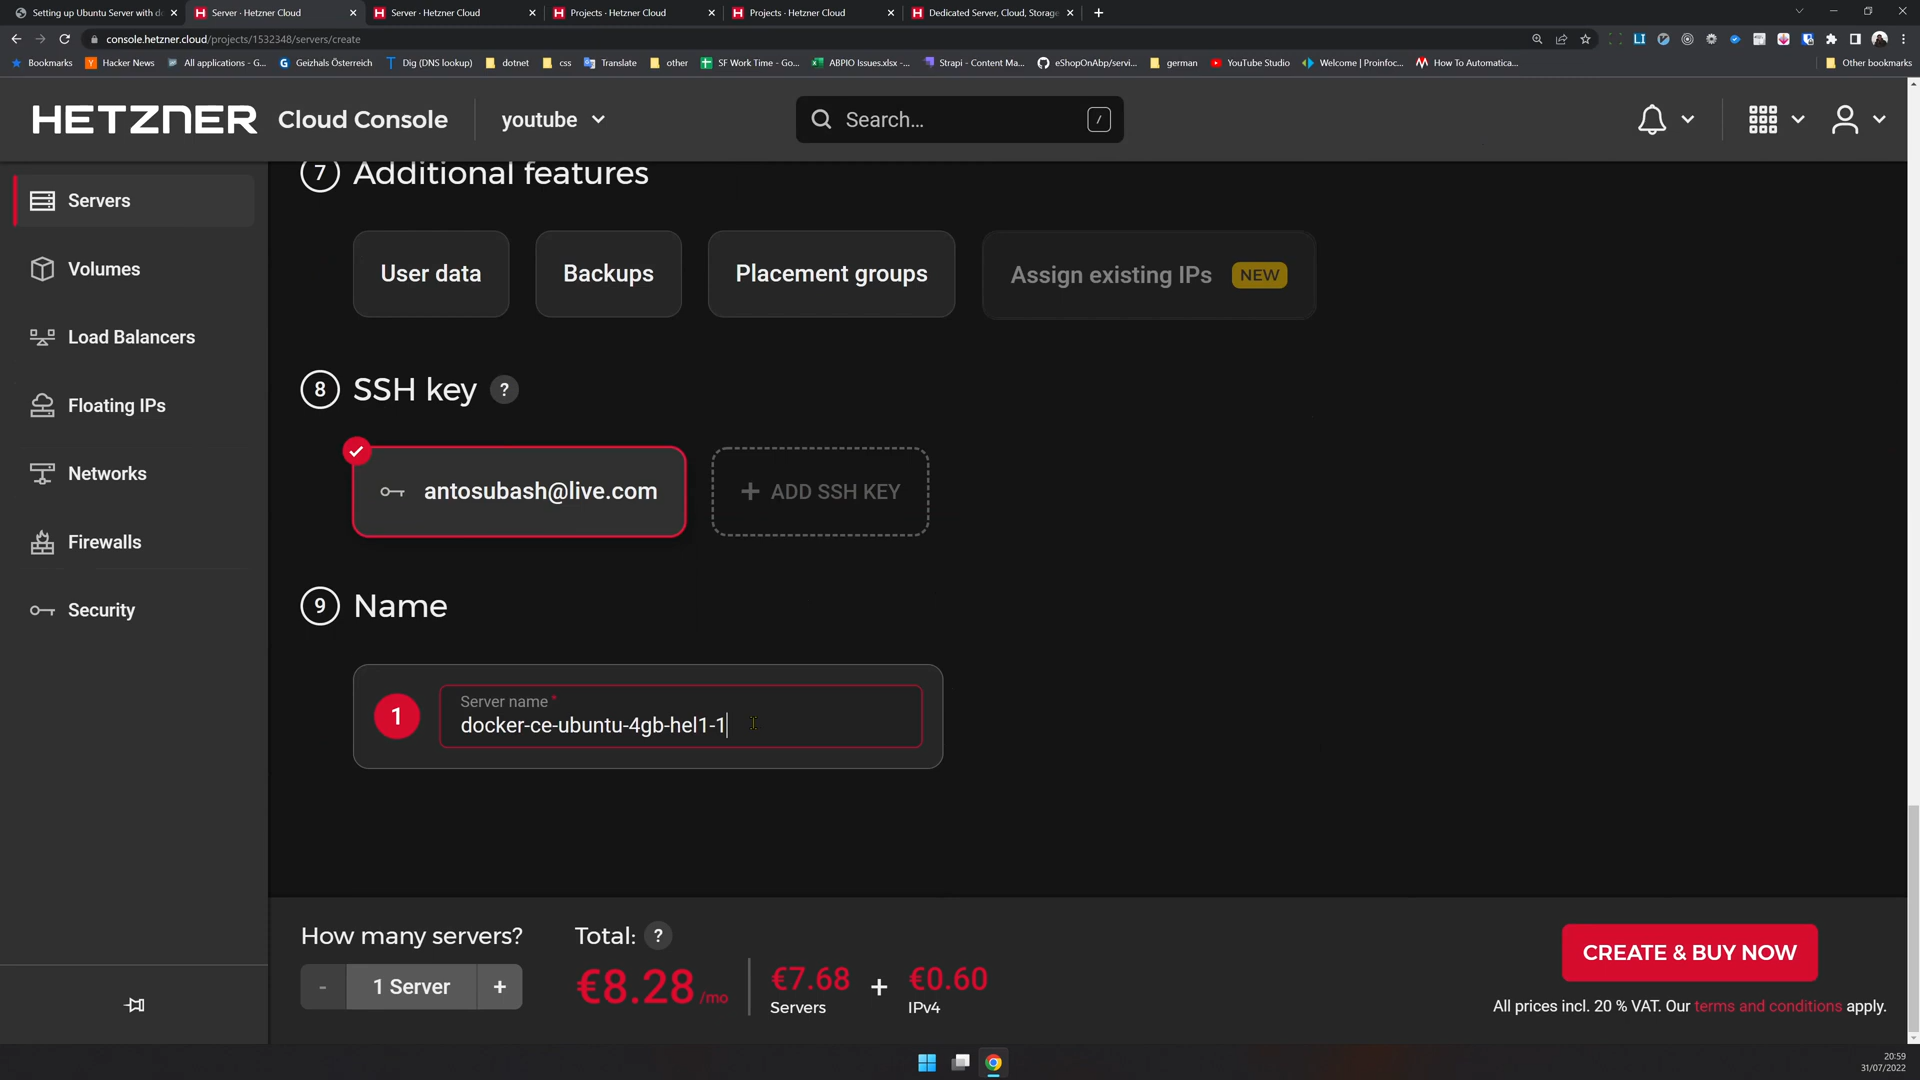 Setting up Ubuntu Server with d
Server · Hetzner Cloud
Server · Hetzner Cloud
Projects · Hetzner Cloud
Projects · Hetzner Cloud
Dedicated Server, Cloud, Storage
console.hetzner.cloud/projects/1532348/servers/create
Bookmarks
Hacker News
All applications - G...
Geizhals Österreich
Dig (DNS lookup)
dotnet
css
Translate
other
SF Work Time - Go...
ABPIO Issues.xlsx -...
Strapi - Content Ma...
eShopOnAbp/servi...
german
YouTube Studio
Welcome | Proinfoc...
How To Automatica...
Other bookmarks
HETZNER Cloud Console
youtube
Search...
/
Servers
Volumes
Load Balancers
Floating IPs
Networks
Firewalls
Security
7 Additional features
User data
Backups
Placement groups
Assign existing IPs NEW
8 SSH key ?
antosubash@live.com
+ ADD SSH KEY
9 Name
1
Server name *
docker-ce-ubuntu-4gb-hel1-1
How many servers?
- 1 Server +
Total: ?
€8.28 /mo
€7.68
Servers
+
€0.60
IPv4
CREATE & BUY NOW
All prices incl. 20 % VAT. Our terms and conditions apply.
20:59
31/07/2022